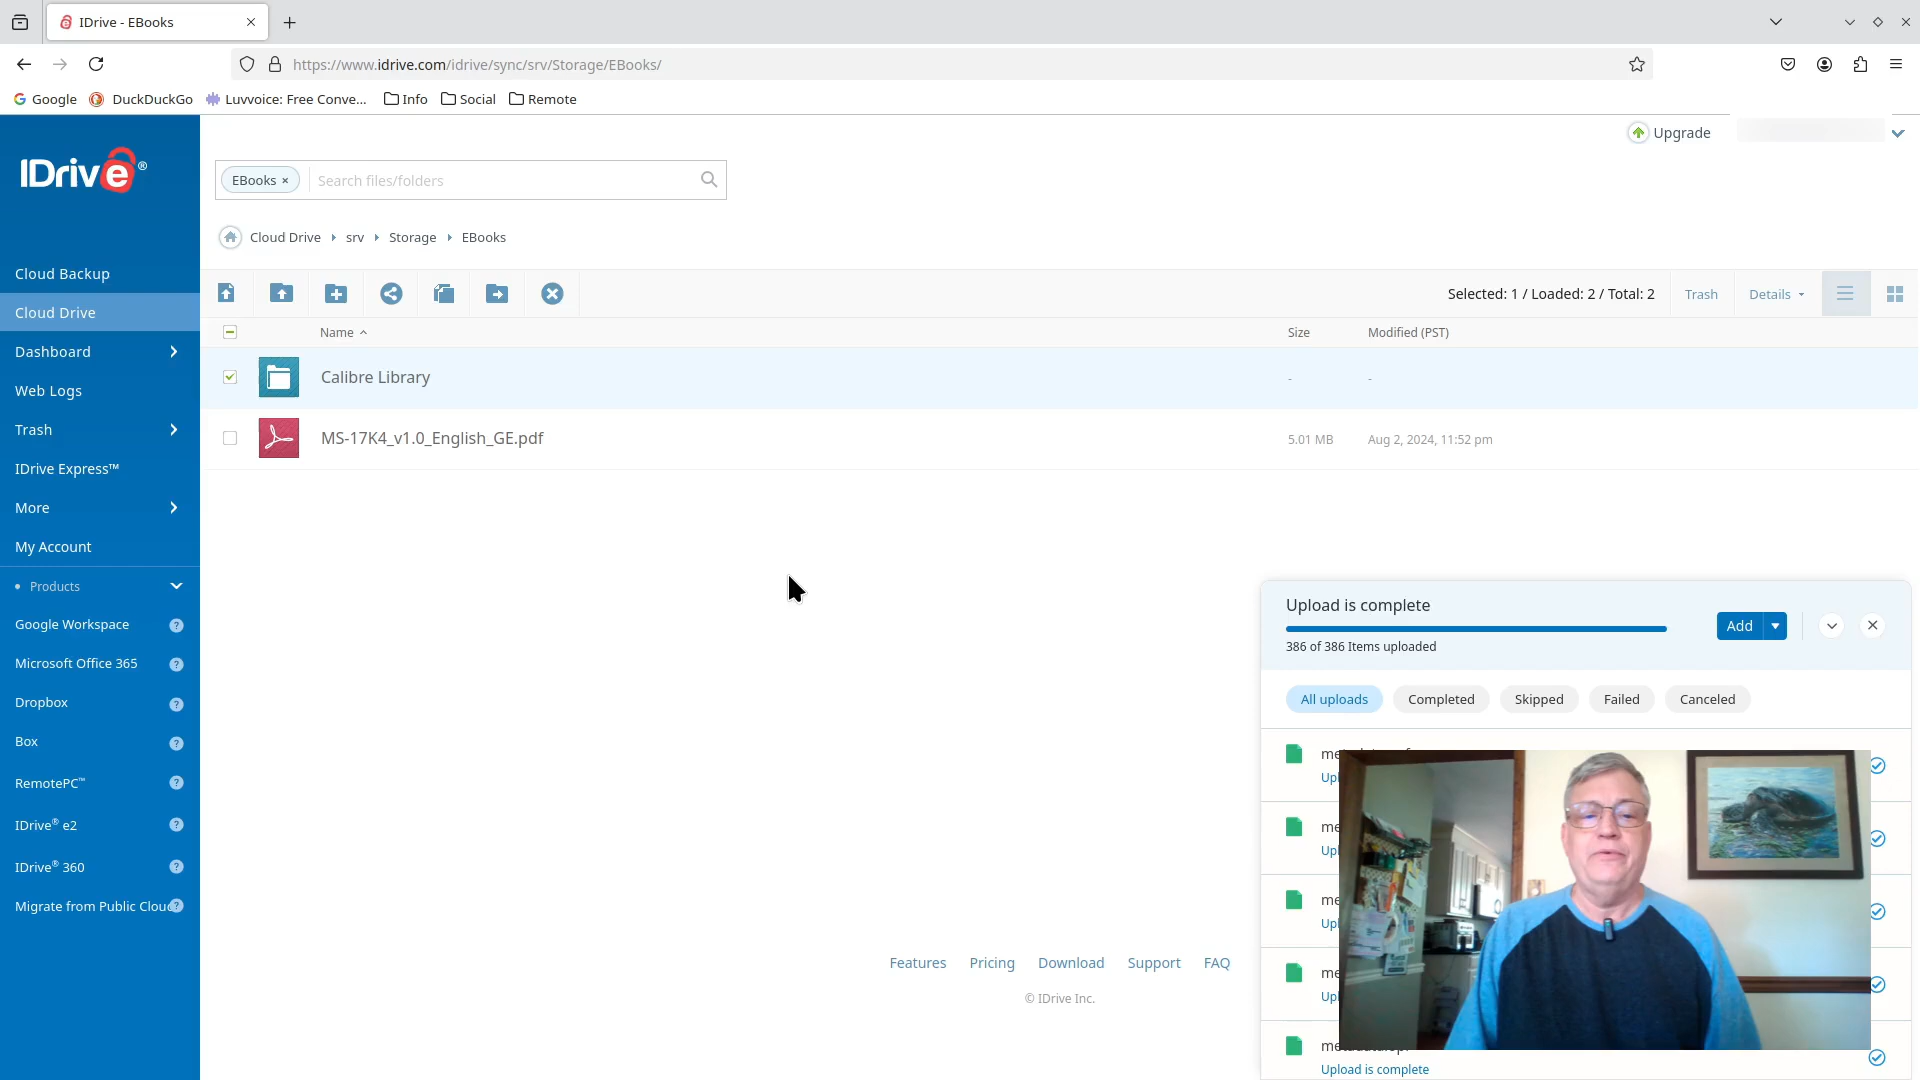 IDrive - EBooks
https://www.idrive.com/idrive/sync/srv/Storage/EBooks/
Google
DuckDuckGo
Luvvoice: Free Conve...
Info
Social
Remote
IDrive®
Upgrade
EBooks ×
Search files/folders
Cloud Drive
srv
Storage
EBooks
Cloud Backup
Cloud Drive
Dashboard
Web Logs
Trash
IDrive Express™
More
My Account
Products
Google Workspace
Microsoft Office 365
Dropbox
Box
RemotePC™
IDrive® e2
IDrive® 360
Migrate from Public Clou
Selected: 1 / Loaded: 2 / Total: 2
Trash
Details
Name
Size
Modified (PST)
Calibre Library
-
-
MS-17K4_v1.0_English_GE.pdf
5.01 MB
Aug 2, 2024, 11:52 pm
Upload is complete
386 of 386 Items uploaded
Add
All uploads
Completed
Skipped
Failed
Canceled
Upload is complete
Features
Pricing
Download
Support
FAQ
© IDrive Inc.